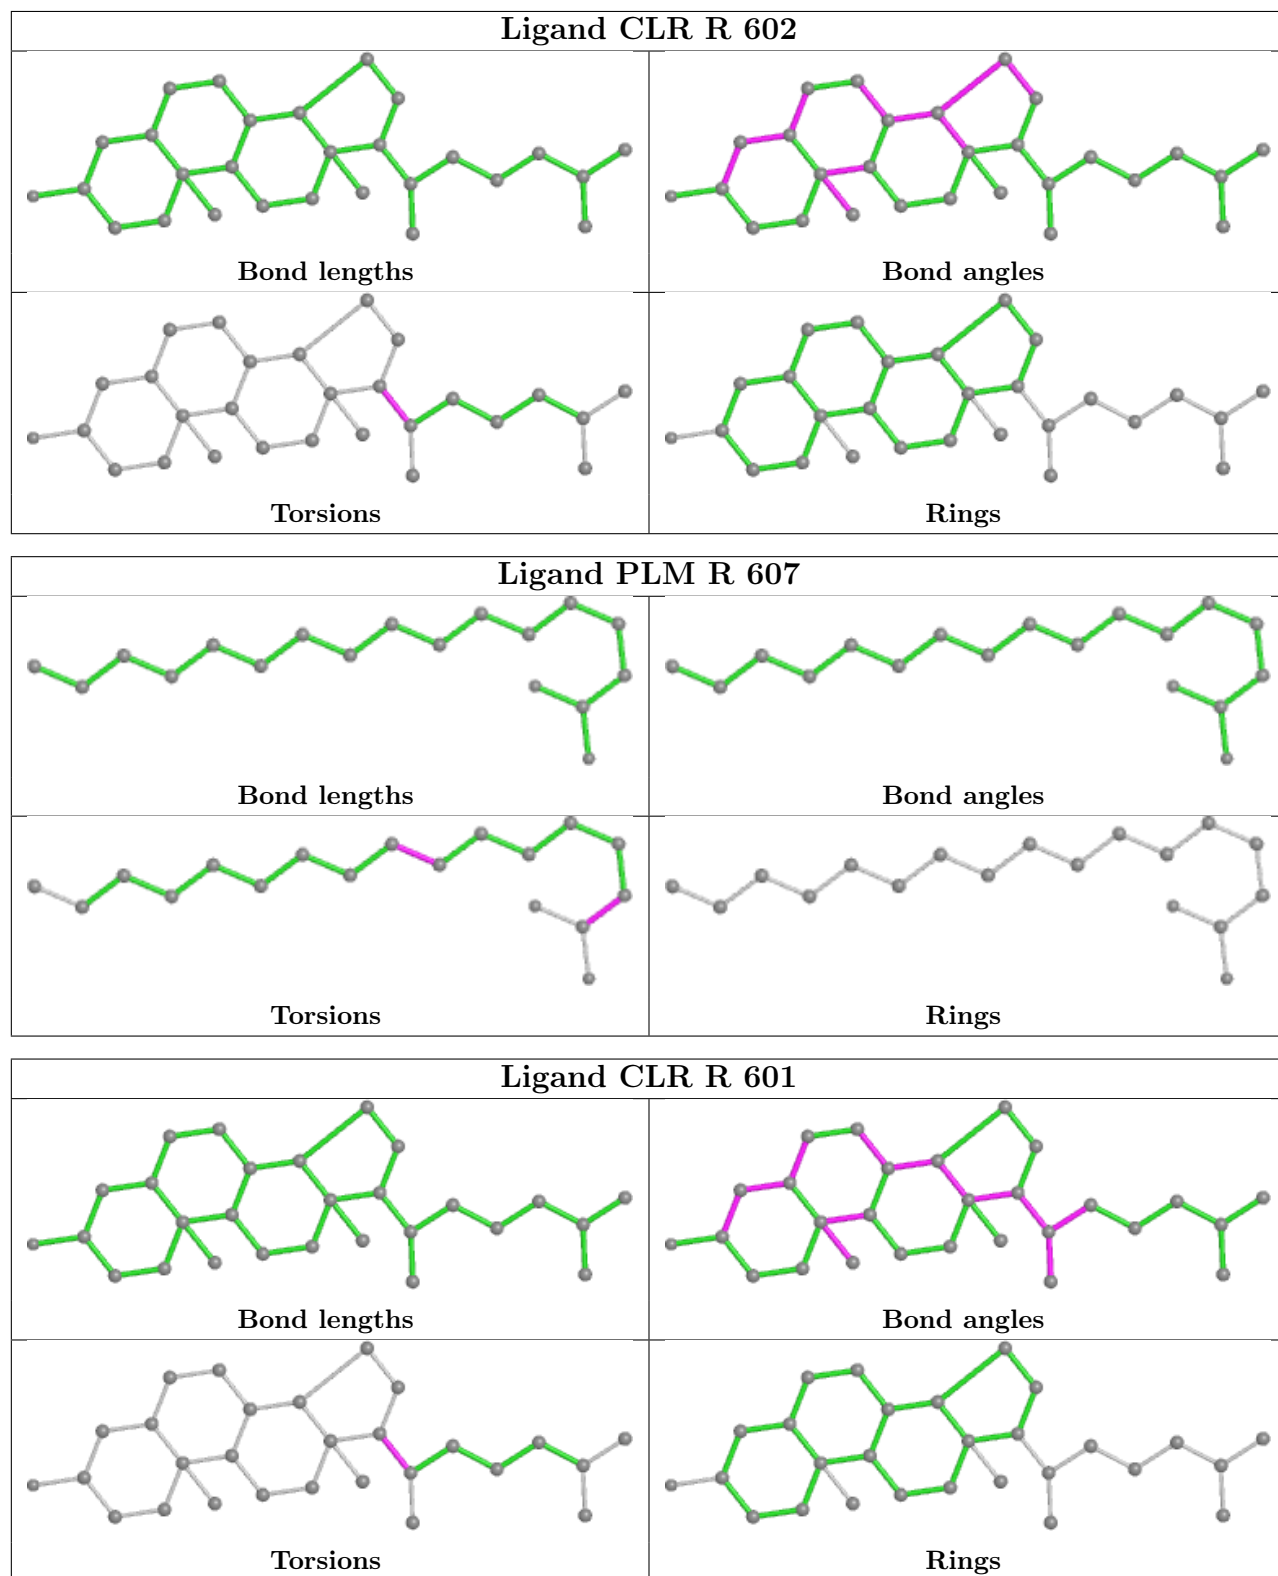 Ligand CLR R 602
Bond lengths
Bond angles
Torsions
Rings
Ligand PLM R 607
Bond lengths
Bond angles
Torsions
Rings
Ligand CLR R 601
Bond lengths
Bond angles
Torsions
Rings